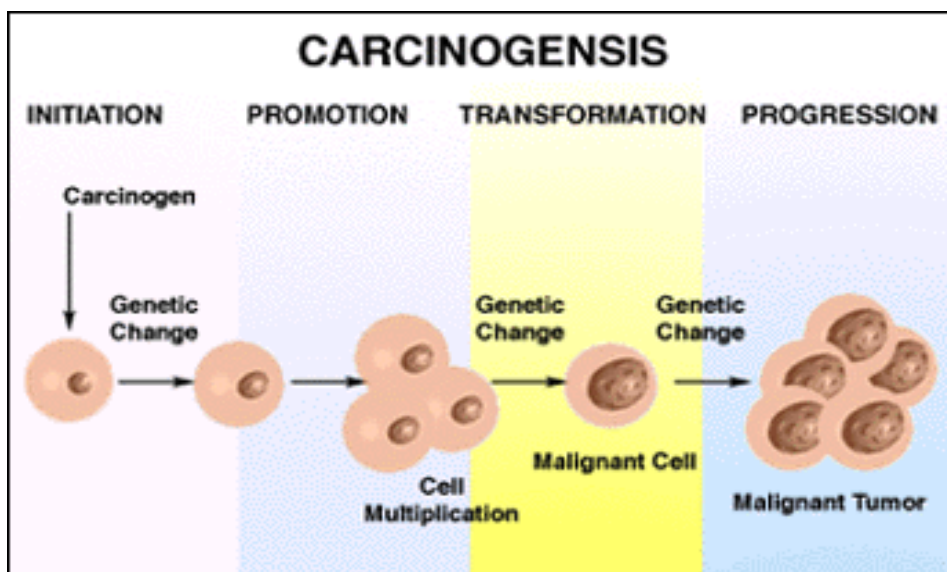 CARCINOGENSIS
INITIATION PROMOTION TRANSFORMATION PROGRESSION
Carcinogen
Genetic
Change
Genetic
Change
Genetic
Change
Cell
Multiplication
Malignant Cell
Malignant Tumor